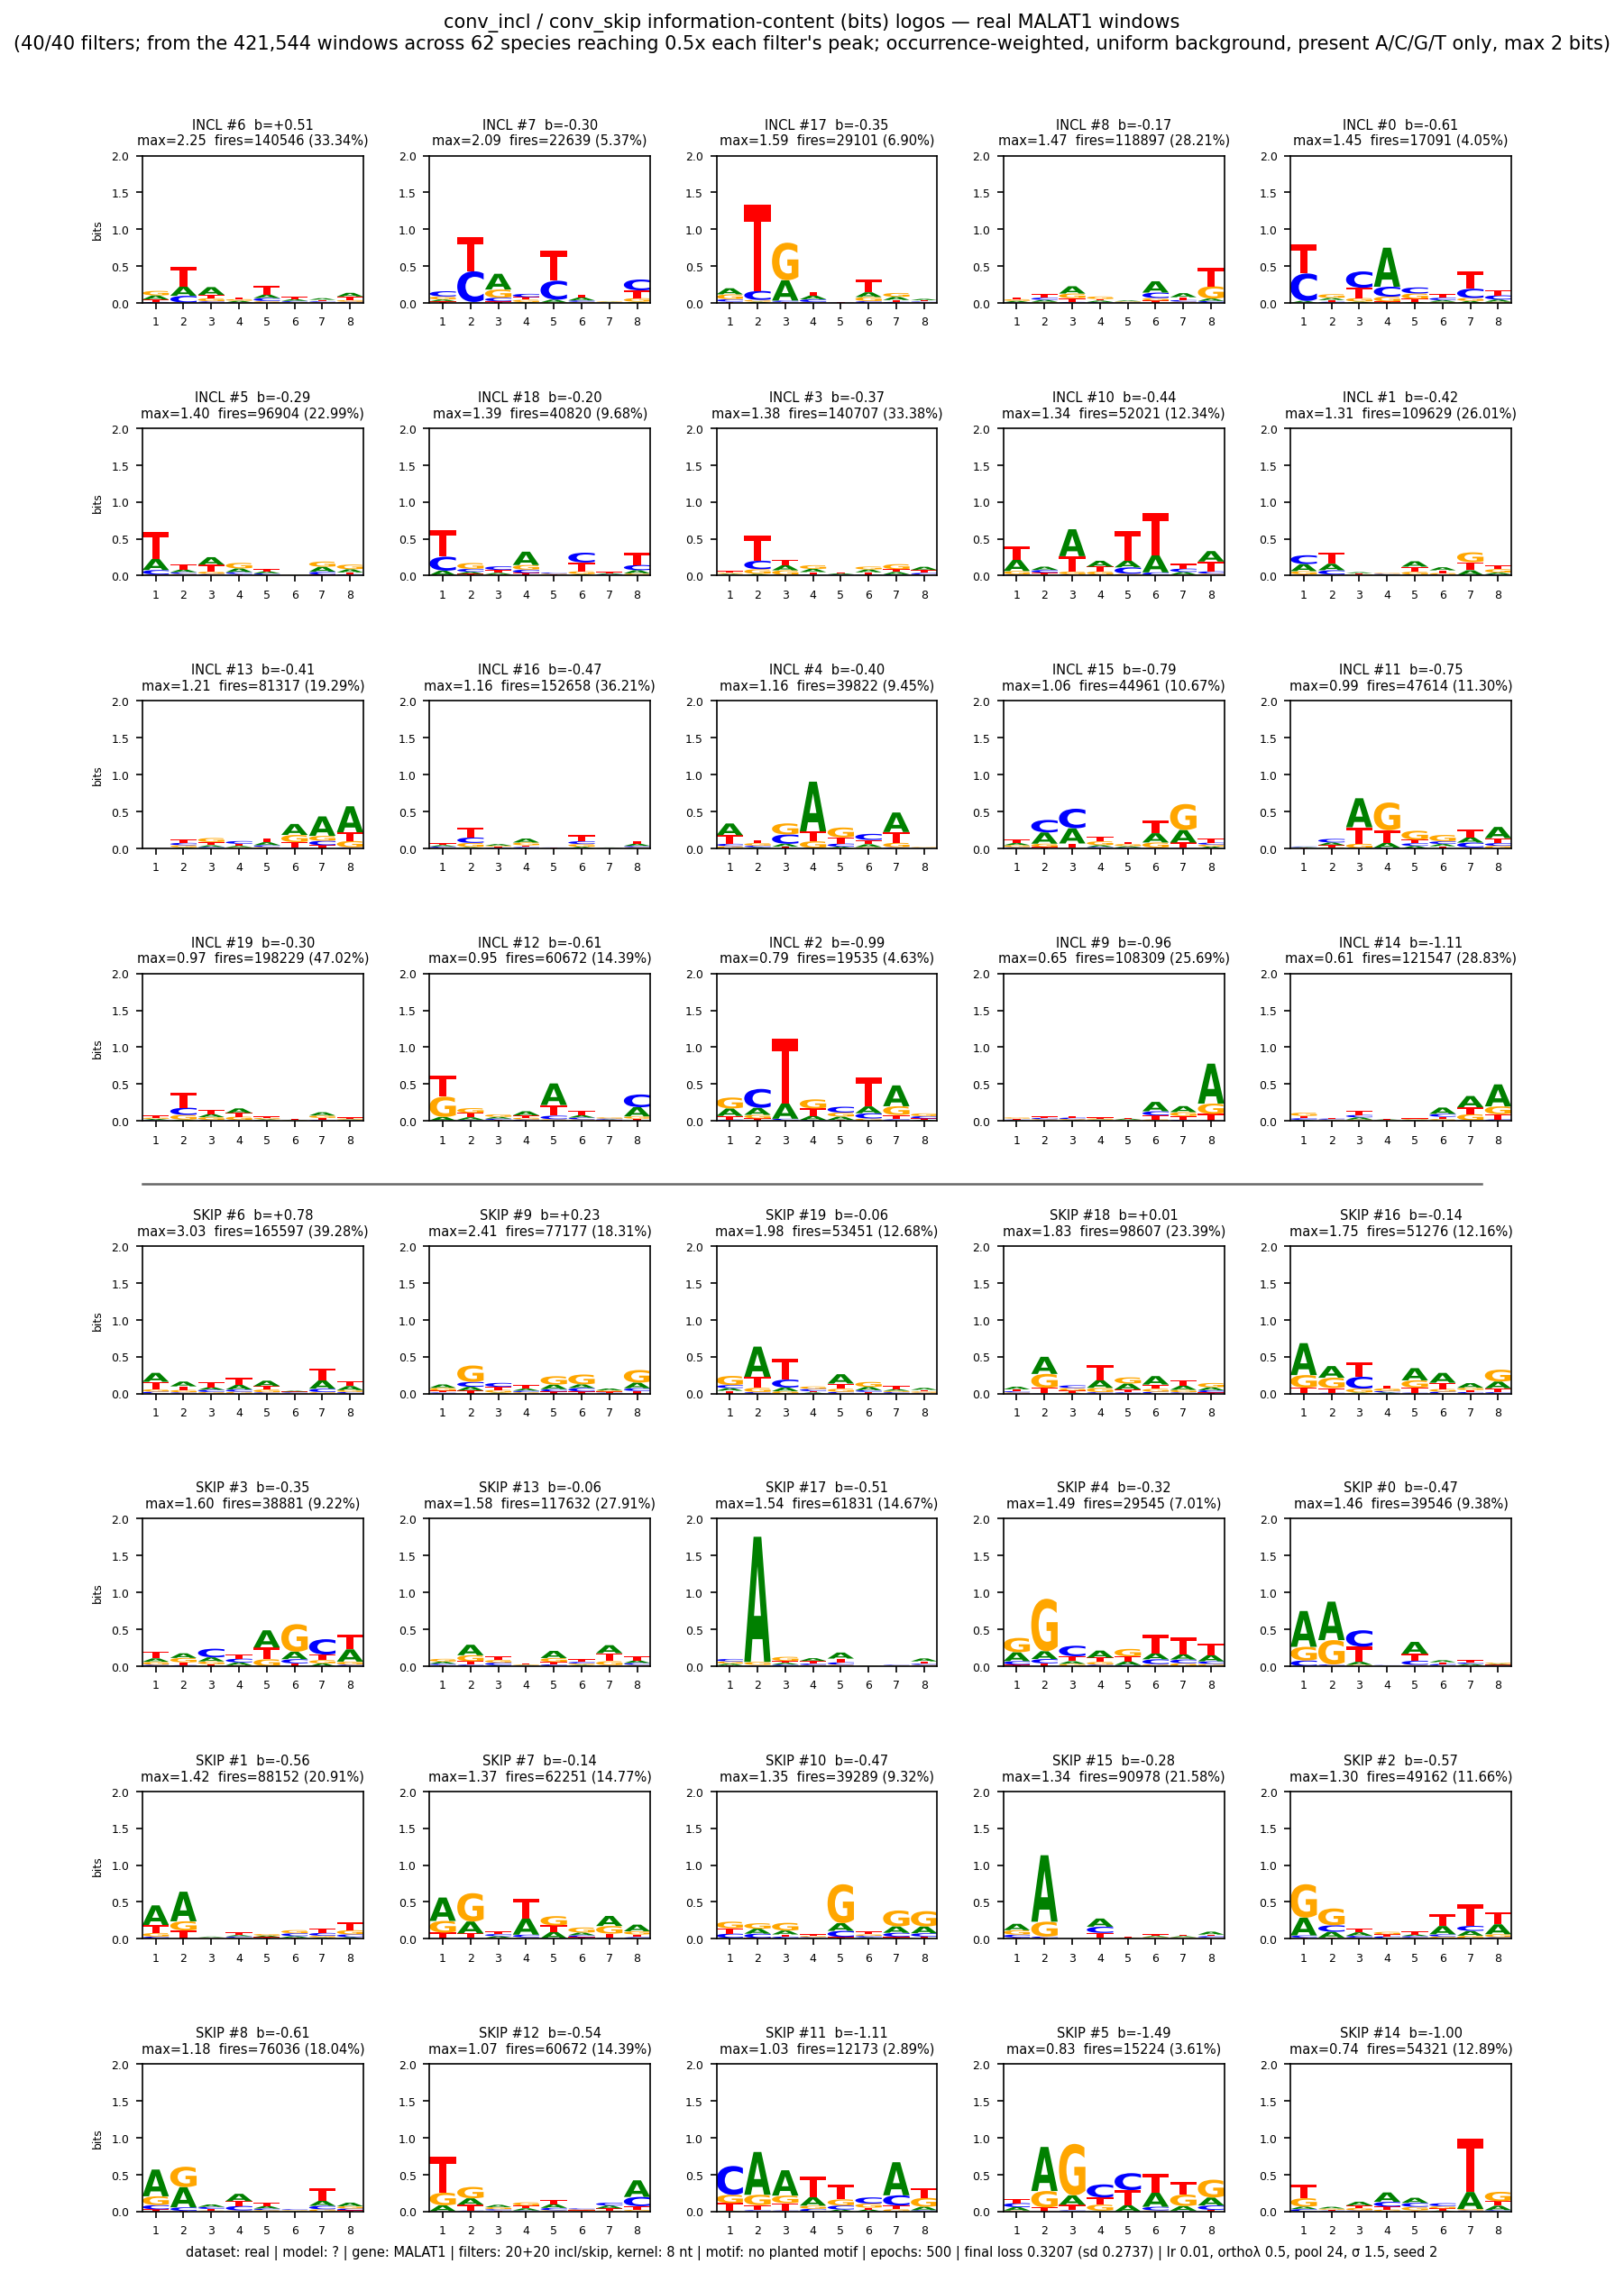 conv_incl / conv_skip information-content (bits) logos — real MALAT1 windows
(40/40 filters; from the 421,544 windows across 62 species reaching 0.5x each filter's peak; occurrence-weighted, uniform background, present A/C/G/T only, max 2 bits)
INCL #6 b=+0.51
max=2.25 fires=140546 (33.34%)
INCL #7 b=-0.30
max=2.09 fires=22639 (5.37%)
INCL #17 b=-0.35
max=1.59 fires=29101 (6.90%)
INCL #8 b=-0.17
max=1.47 fires=118897 (28.21%)
INCL #0 b=-0.61
max=1.45 fires=17091 (4.05%)
bits
INCL #5 b=-0.29
max=1.40 fires=96904 (22.99%)
INCL #18 b=-0.20
max=1.39 fires=40820 (9.68%)
INCL #3 b=-0.37
max=1.38 fires=140707 (33.38%)
INCL #10 b=-0.44
max=1.34 fires=52021 (12.34%)
INCL #1 b=-0.42
max=1.31 fires=109629 (26.01%)
bits
INCL #13 b=-0.41
max=1.21 fires=81317 (19.29%)
INCL #16 b=-0.47
max=1.16 fires=152658 (36.21%)
INCL #4 b=-0.40
max=1.16 fires=39822 (9.45%)
INCL #15 b=-0.79
max=1.06 fires=44961 (10.67%)
INCL #11 b=-0.75
max=0.99 fires=47614 (11.30%)
bits
INCL #19 b=-0.30
max=0.97 fires=198229 (47.02%)
INCL #12 b=-0.61
max=0.95 fires=60672 (14.39%)
INCL #2 b=-0.99
max=0.79 fires=19535 (4.63%)
INCL #9 b=-0.96
max=0.65 fires=108309 (25.69%)
INCL #14 b=-1.11
max=0.61 fires=121547 (28.83%)
bits
SKIP #6 b=+0.78
max=3.03 fires=165597 (39.28%)
SKIP #9 b=+0.23
max=2.41 fires=77177 (18.31%)
SKIP #19 b=-0.06
max=1.98 fires=53451 (12.68%)
SKIP #18 b=+0.01
max=1.83 fires=98607 (23.39%)
SKIP #16 b=-0.14
max=1.75 fires=51276 (12.16%)
bits
SKIP #3 b=-0.35
max=1.60 fires=38881 (9.22%)
SKIP #13 b=-0.06
max=1.58 fires=117632 (27.91%)
SKIP #17 b=-0.51
max=1.54 fires=61831 (14.67%)
SKIP #4 b=-0.32
max=1.49 fires=29545 (7.01%)
SKIP #0 b=-0.47
max=1.46 fires=39546 (9.38%)
bits
SKIP #1 b=-0.56
max=1.42 fires=88152 (20.91%)
SKIP #7 b=-0.14
max=1.37 fires=62251 (14.77%)
SKIP #10 b=-0.47
max=1.35 fires=39289 (9.32%)
SKIP #15 b=-0.28
max=1.34 fires=90978 (21.58%)
SKIP #2 b=-0.57
max=1.30 fires=49162 (11.66%)
bits
SKIP #8 b=-0.61
max=1.18 fires=76036 (18.04%)
SKIP #12 b=-0.54
max=1.07 fires=60672 (14.39%)
SKIP #11 b=-1.11
max=1.03 fires=12173 (2.89%)
SKIP #5 b=-1.49
max=0.83 fires=15224 (3.61%)
SKIP #14 b=-1.00
max=0.74 fires=54321 (12.89%)
bits
dataset: real | model: ? | gene: MALAT1 | filters: 20+20 incl/skip, kernel: 8 nt | motif: no planted motif | epochs: 500 | final loss 0.3207 (sd 0.2737) | lr 0.01, orthoλ 0.5, pool 24, σ 1.5, seed 2